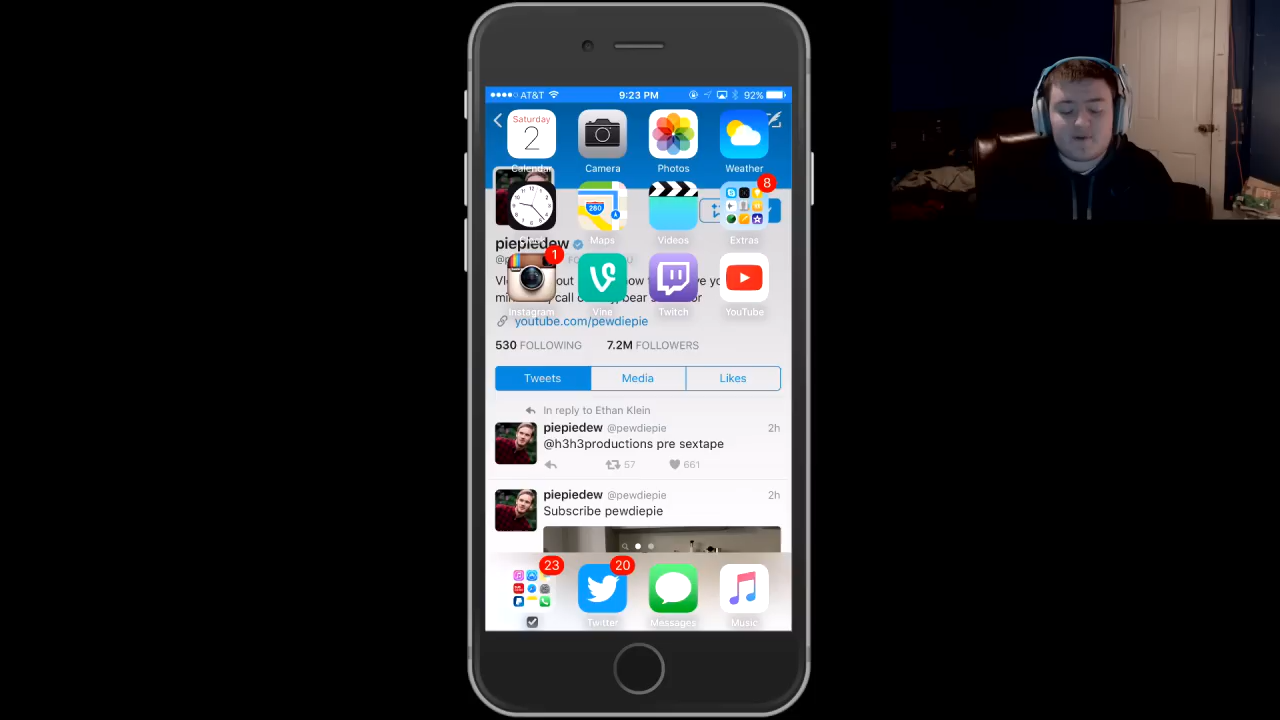 AT&T 9:23 PM 92%
Saturday
2
Calendar Camera Photos Weather
8
280
Maps Videos Extras
piepiedew
1
Instagram Vine Twitch YouTube
youtube.com/pewdiepie
530 FOLLOWING 7.2M FOLLOWERS
Tweets Media Likes
In reply to Ethan Klein
piepiedew @pewdiepie 2h
@h3h3productions pre sextape
57 661
piepiedew @pewdiepie 2h
Subscribe pewdiepie
23 20
Twitter Messages Music